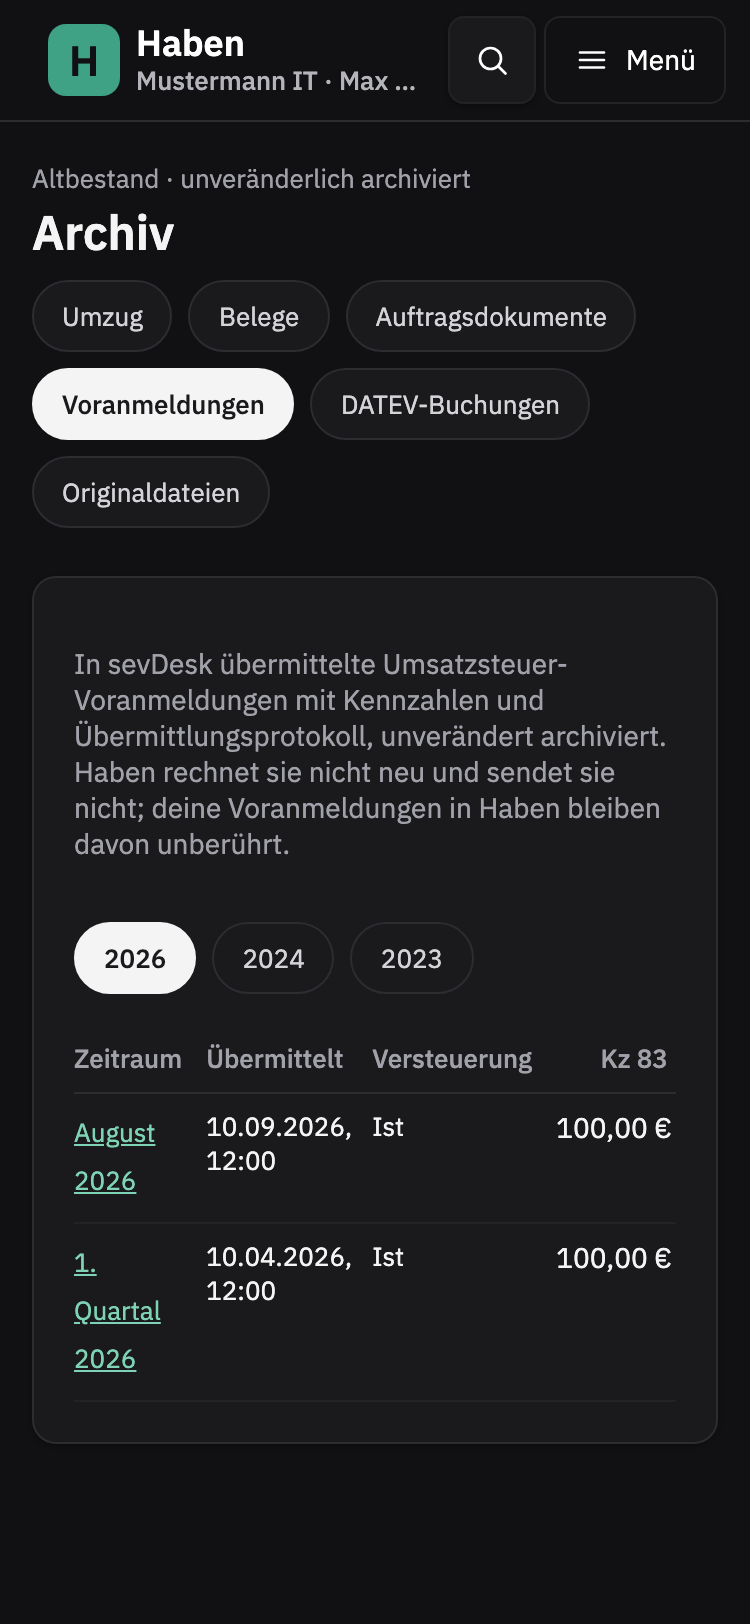 H
Haben
Mustermann IT · Max ...
Menü
Altbestand · unveränderlich archiviert
Archiv
Umzug
Belege
Auftragsdokumente
Voranmeldungen
DATEV-Buchungen
Originaldateien
In sevDesk übermittelte Umsatzsteuer-
Voranmeldungen mit Kennzahlen und
Übermittlungsprotokoll, unverändert archiviert.
Haben rechnet sie nicht neu und sendet sie
nicht; deine Voranmeldungen in Haben bleiben
davon unberührt.
2026
2024
2023
Zeitraum Übermittelt Versteuerung Kz 83
August
2026
10.09.2026,
12:00
Ist
100,00 €
1.
Quartal
2026
10.04.2026,
12:00
Ist
100,00 €